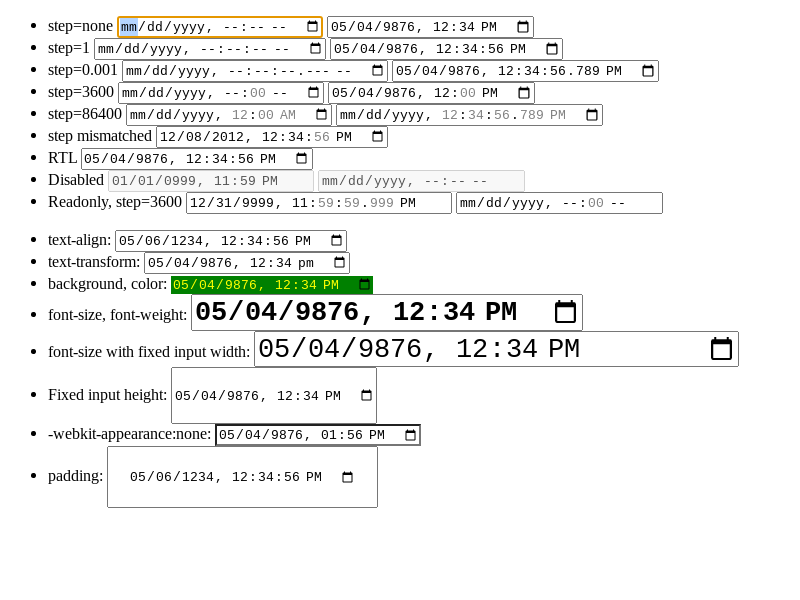 step=none mm/dd/yyyy, --:-- -- 05/04/9876, 12:34 PM
step=1 mm/dd/yyyy, --:--:-- -- 05/04/9876, 12:34:56 PM
step=0.001 mm/dd/yyyy, --:--:--.--- -- 05/04/9876, 12:34:56.789 PM
step=3600 mm/dd/yyyy, --:00 -- 05/04/9876, 12:00 PM
step=86400 mm/dd/yyyy, 12:00 AM mm/dd/yyyy, 12:34:56.789 PM
step mismatched 12/08/2012, 12:34:56 PM
RTL 05/04/9876, 12:34:56 PM
Disabled 01/01/0999, 11:59 PM mm/dd/yyyy, --:-- --
Readonly, step=3600 12/31/9999, 11:59:59.999 PM mm/dd/yyyy, --:00 --
text-align: 05/06/1234, 12:34:56 PM
text-transform: 05/04/9876, 12:34 pm
background, color: 05/04/9876, 12:34 PM
font-size, font-weight: 05/04/9876, 12:34 PM
font-size with fixed input width: 05/04/9876, 12:34 PM
Fixed input height: 05/04/9876, 12:34 PM
-webkit-appearance:none: 05/04/9876, 01:56 PM
padding: 05/06/1234, 12:34:56 PM